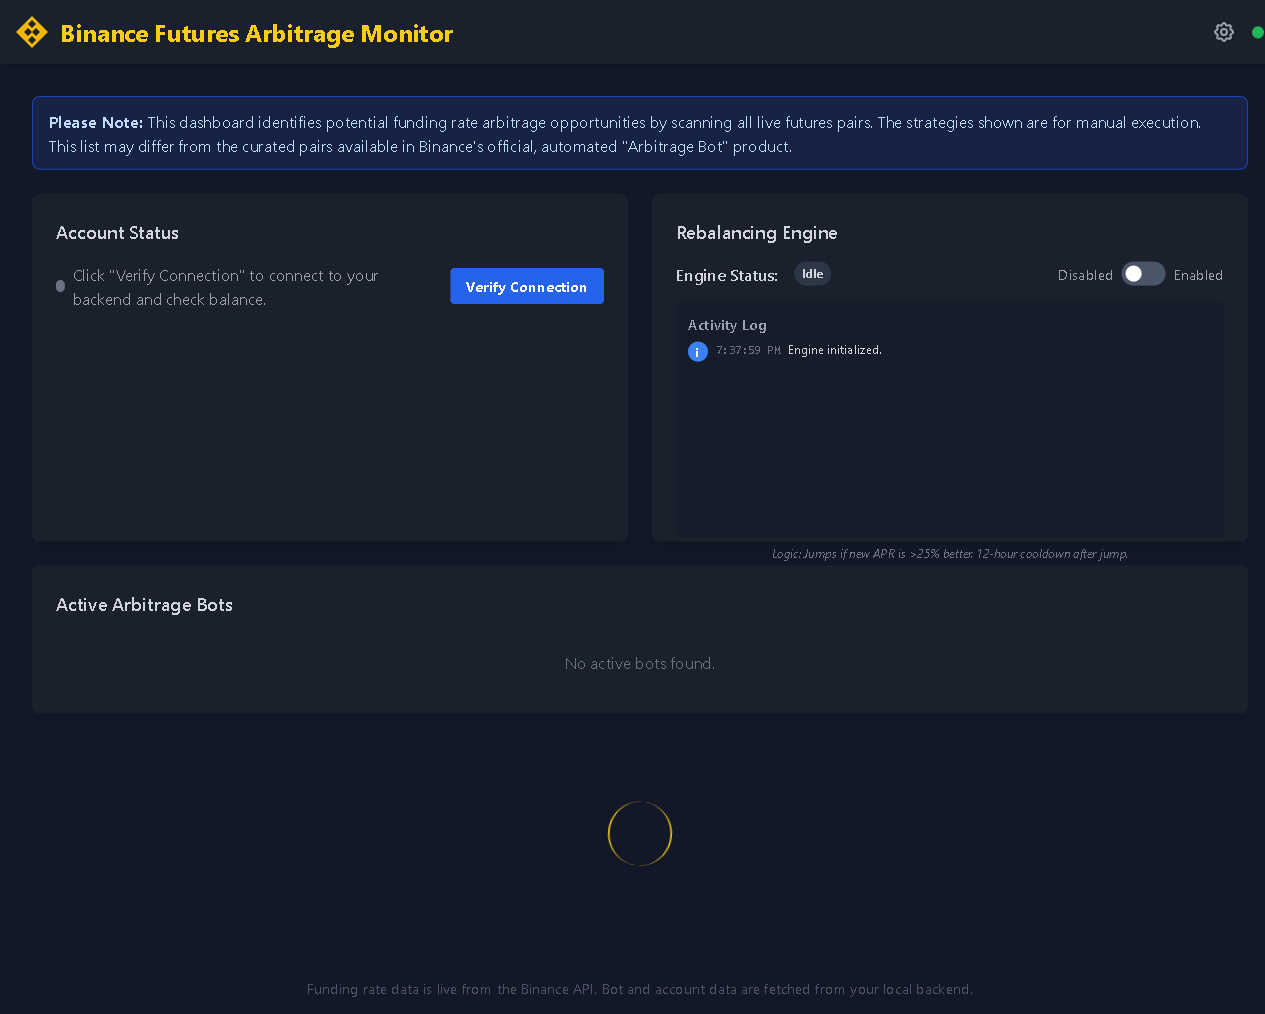 Binance Futures Arbitrage Monitor
Please Note: This dashboard identifies potential funding rate arbitrage opportunities by scanning all live futures pairs. The strategies shown are for manual execution.
This list may differ from the curated pairs available in Binance's official, automated "Arbitrage Bot" product.
Account Status
Click "Verify Connection" to connect to your
backend and check balance.
Verify Connection
Rebalancing Engine
Engine Status: Idle
Disabled Enabled
Activity Log
i 7:37:59 PM Engine initialized.
Logic: Jumps if new APR is >25% better. 12-hour cooldown after jump.
Active Arbitrage Bots
No active bots found.
Funding rate data is live from the Binance API. Bot and account data are fetched from your local backend.